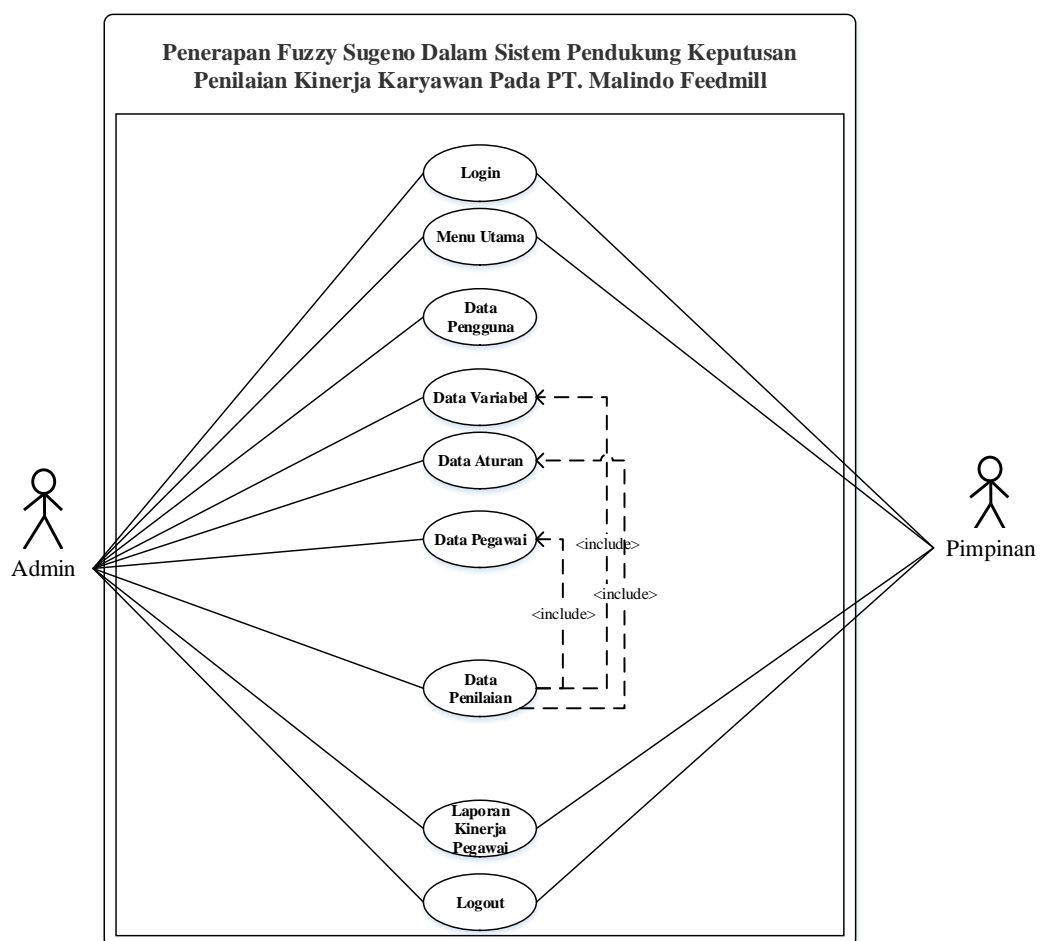 Penerapan Fuzzy Sugeno Dalam Sistem Pendukung Keputusan
Penilaian Kinerja Karyawan Pada PT. Malindo Feedmill
Login
Menu Utama
Data
Pengguna
Data Variabel
Data Aturan
Data Pegawai
<include>
<include>
<include>
Admin
Pimpinan
Data
Penilaian
Laporan
Kinerja
Pegawai
Logout